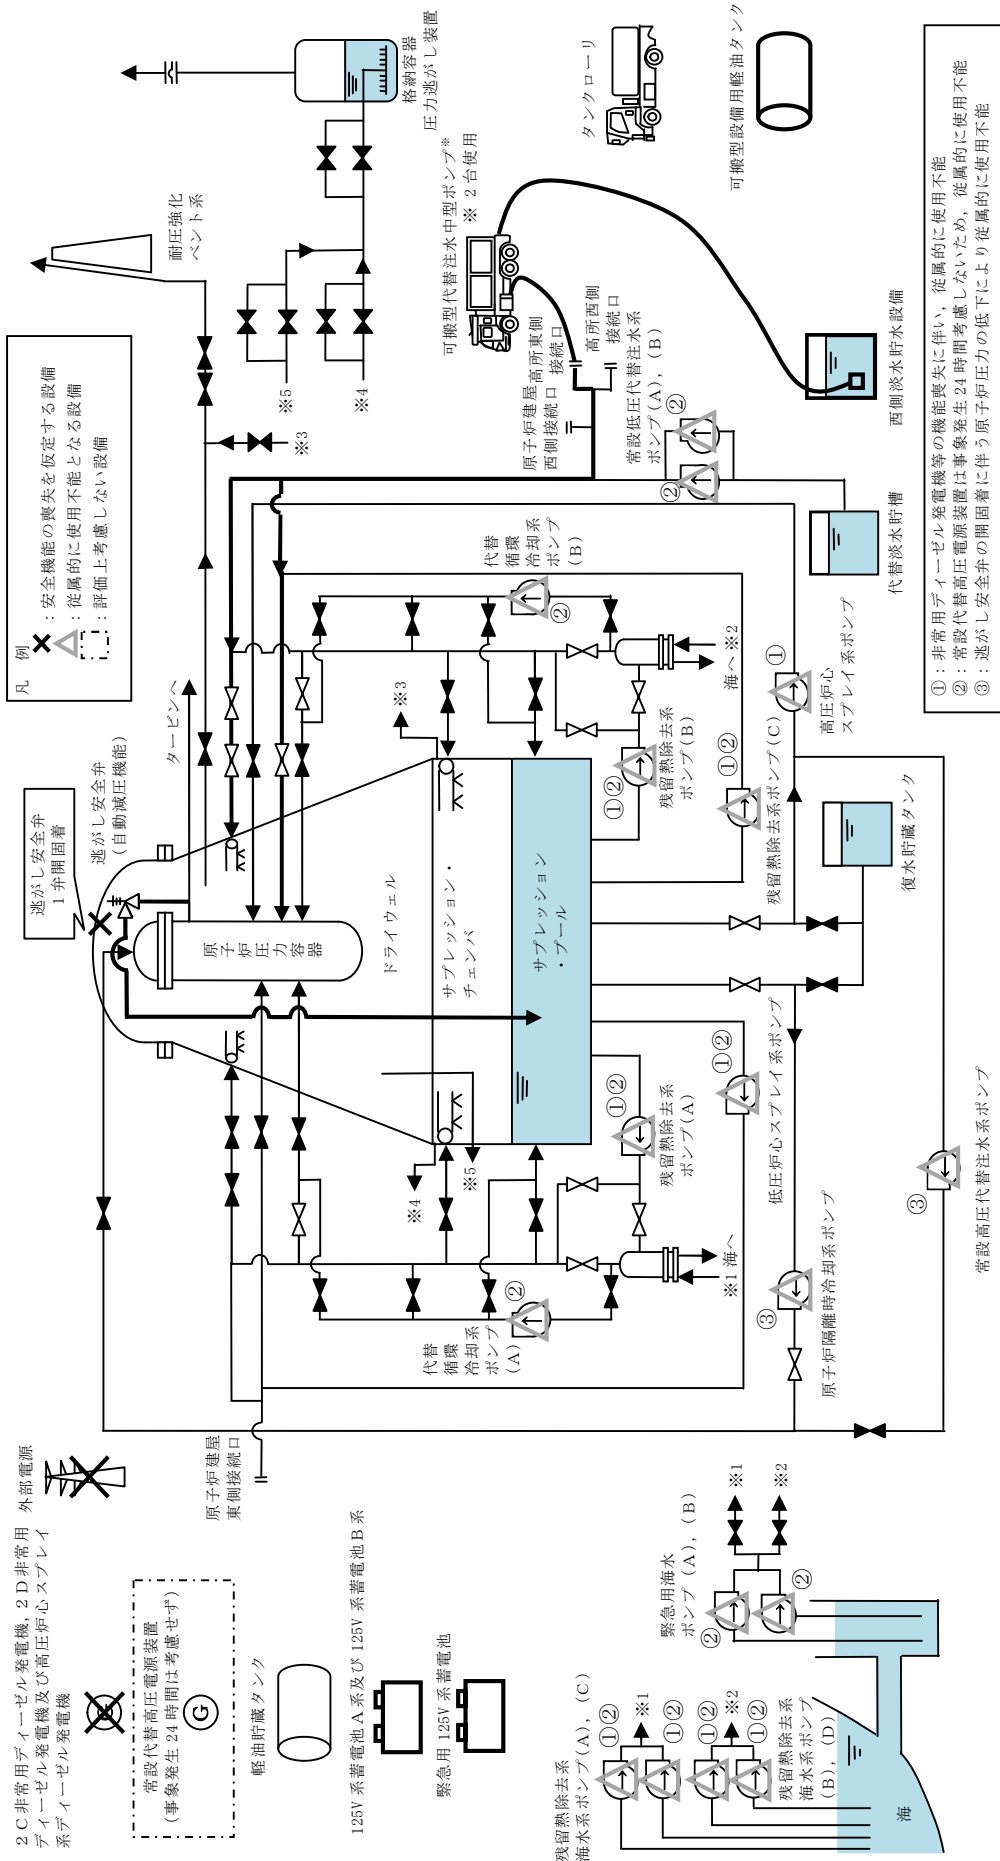 2C非常用ディーゼル発電機,2D非常用
ディーゼル発電機及び高圧炉心スプレイ
系ディーゼル発電機
外部電源
常設代替高圧電源装置
(事象発生24時間は考慮せず)
G
軽油貯蔵タンク
125V系蓄電池A系及び125V系蓄電池B系
緊急用125V系蓄電池
残留熱除去系
海水系ポンプ(A),(C)
①②
①②
※1
①②
①②
※2
残留熱除去系
海水系ポンプ
(B),(D)
海
緊急用海水
ポンプ(A),(B)
②
②
※1
※2
原子炉建屋
東側接続口
代替
循環
冷却系
ポンプ
(A)
②
※1
海へ
残留熱除去系
ポンプ(A)
①②
①②
低圧炉心スプレイ系ポンプ
③
原子炉隔離時冷却系ポンプ
③
常設高圧代替注水系ポンプ
※4
※5
逃がし安全弁
1弁開固着
逃がし安全弁
(自動減圧機能)
タービンへ
原子炉圧力容器
ドライウェル
サプレッション・
チェンバ
サプレッション
・プール
※3
①②
残留熱除去系
ポンプ(B)
①②
残留熱除去系ポンプ(C)
海へ
※2
代替
循環
冷却系
ポンプ
(B)
②
①
高圧炉心
スプレイ系ポンプ
復水貯蔵タンク
代替淡水貯槽
常設低圧代替注水系
ポンプ(A),(B)
②
②
原子炉建屋
西側接続口
高所東側
接続口
高所西側
接続口
西側淡水貯水設備
可搬型代替注水中型ポンプ※
※2台使用
タンクローリ
可搬型設備用軽油タンク
耐圧強化
ベント系
※3
※4
※5
格納容器
圧力逃がし装置
凡 例
:安全機能の喪失を仮定する設備
:従属的に使用不能となる設備
:評価上考慮しない設備
①:非常用ディーゼル発電機等の機能喪失に伴い,従属的に使用不能
②:常設代替高圧電源装置は事象発生24時間考慮しないため,従属的に使用不能
③:逃がし安全弁の開固着に伴う原子炉圧力の低下により従属的に使用不能